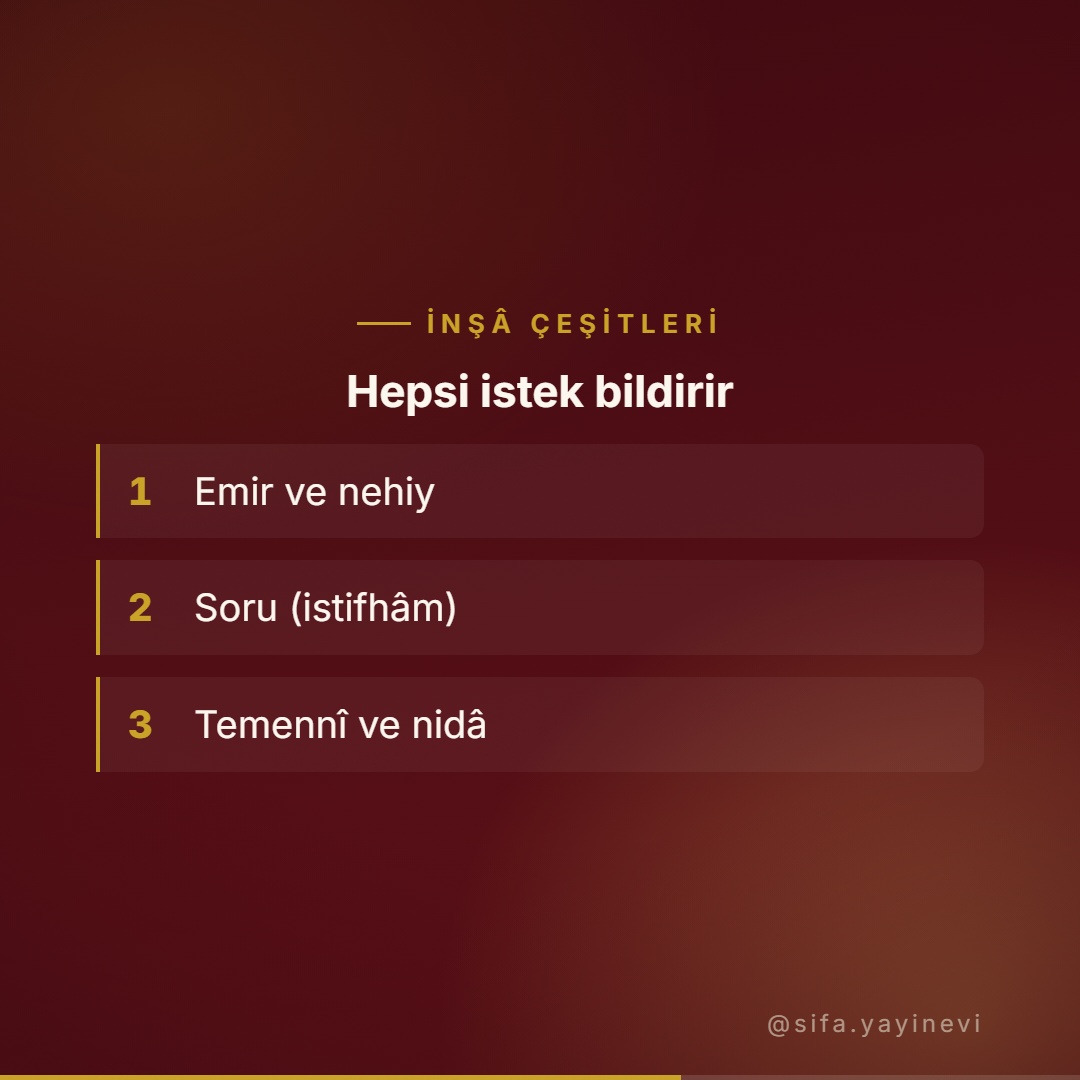 İNŞÂ ÇEŞİTLERİ
Hepsi istek bildirir
1 Emir ve nehiy
2 Soru (istifhâm)
3 Temennî ve nidâ
@sifa.yayinevi